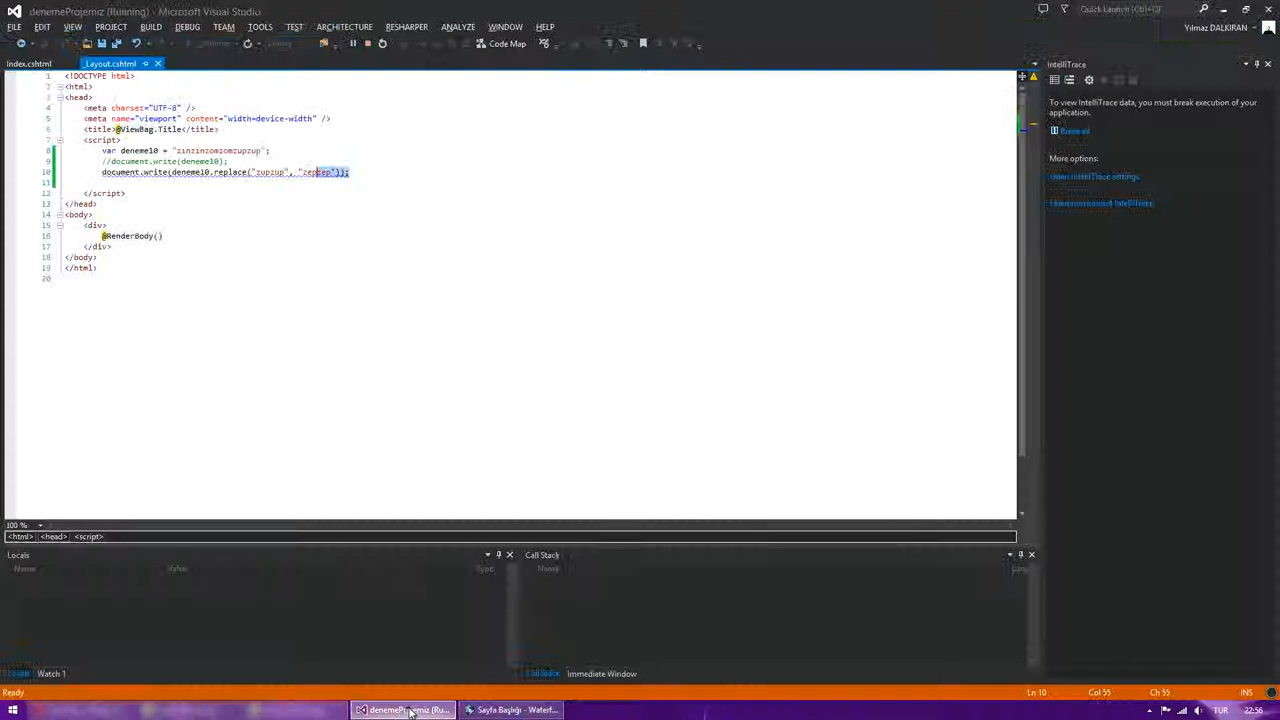 denemeProjemiz (Running) - Microsoft Visual Studio
Quick Launch (Ctrl+Q)
FILE EDIT VIEW PROJECT BUILD DEBUG TEAM TOOLS TEST ARCHITECTURE RESHARPER ANALYZE WINDOW HELP
Yılmaz DALKIRAN
Code Map
Index.cshtml _Layout.cshtml
IntelliTrace
1 <!DOCTYPE html>
2 <html>
3 <head>
4 <meta charset="UTF-8" />
5 <meta name="viewport" content="width=device-width" />
6 <title>@ViewBag.Title</title>
7 <script>
8 var deneme10 = "zınzınzomzomzupzup";
9 //document.write(deneme10);
10 document.write(deneme10.replace("zupzup", "zepzep"));
11
12 </script>
13 </head>
14 <body>
15 <div>
16 @RenderBody()
17 </div>
18 </body>
19 </html>
20
To view IntelliTrace data, you must break execution of your
application.
Break all
More options:
Open IntelliTrace settings
100 %
<html> <head> <script>
Locals
Name Value Type
Call Stack
Name
Watch 1
Immediate Window
Ready
Ln 10 Col 55 Ch 55 INS
denemeProjemiz (Ru...
Sayfa Başlığı - Waterf...
TUR 22:56